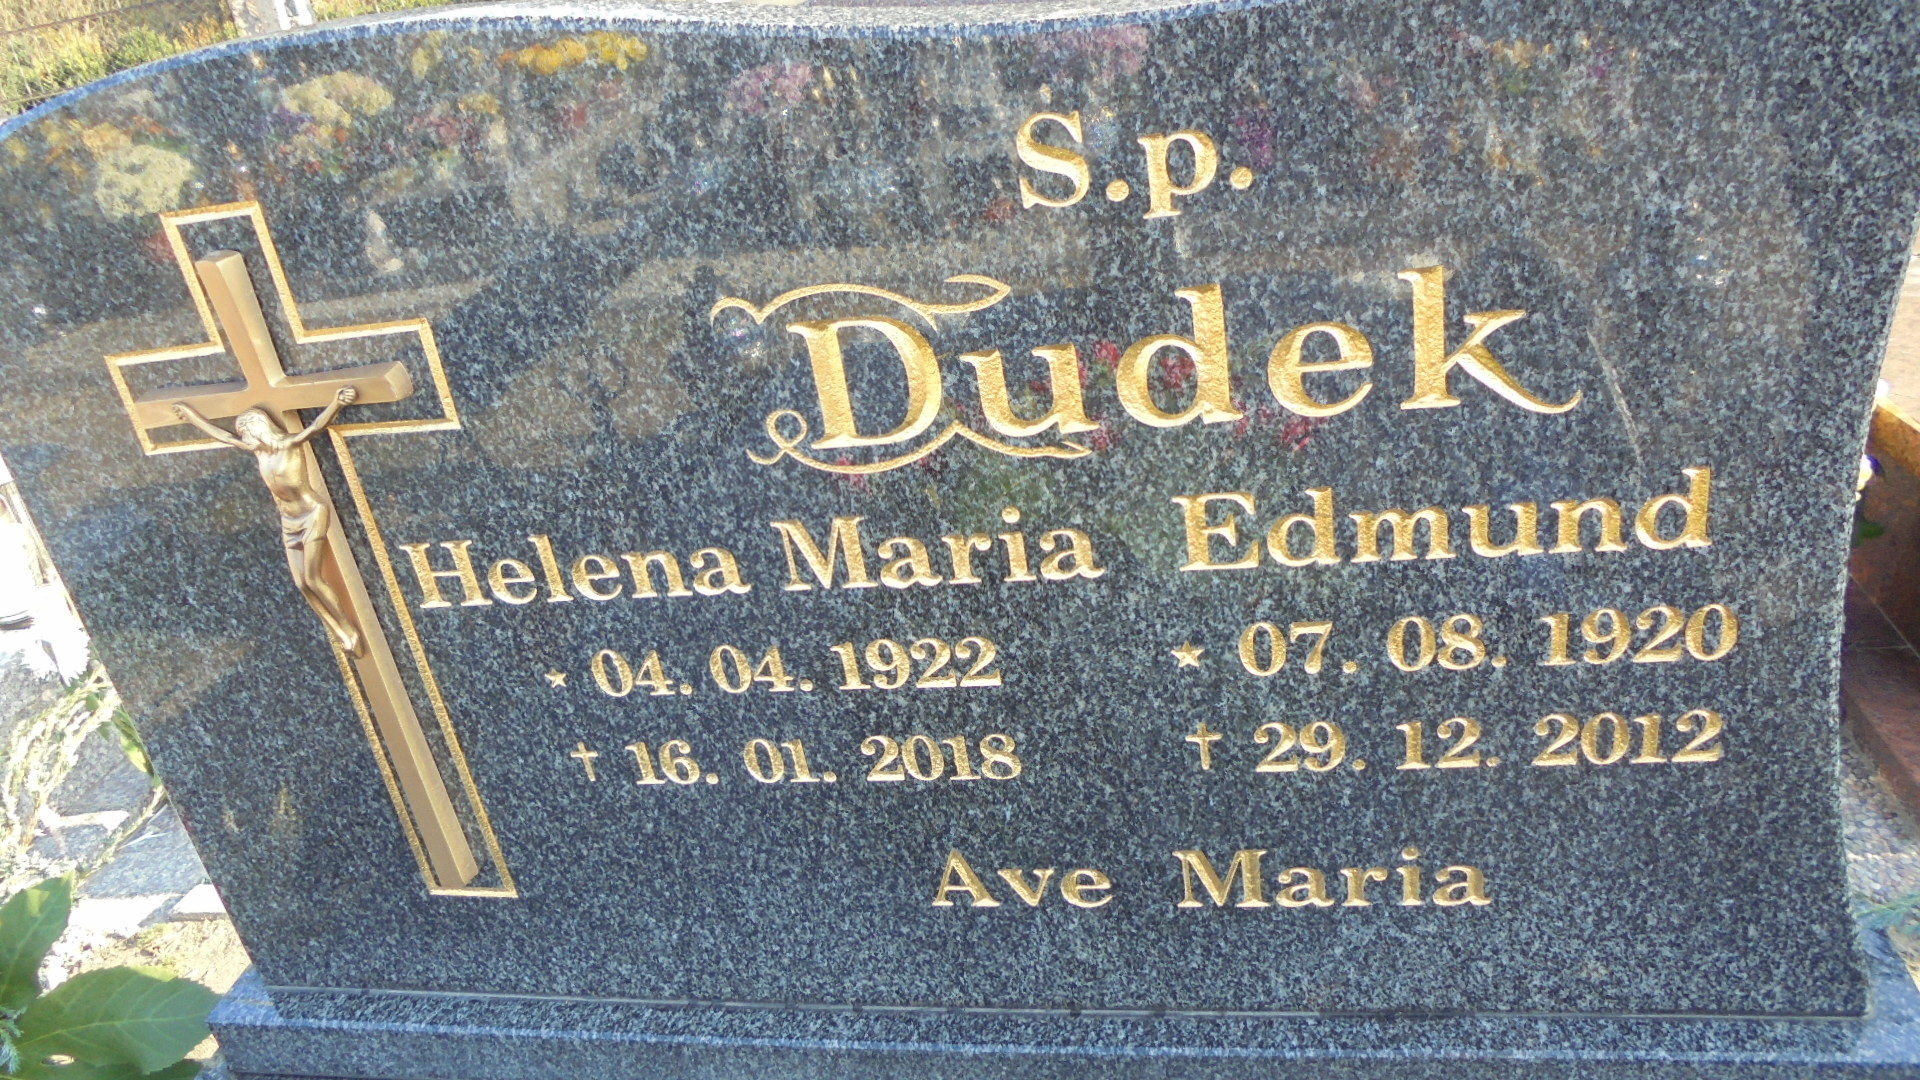 Ś.p.
Dudek
Helena Maria Edmund
* 04. 04. 1922 * 07. 08. 1920
† 16. 01. 2018 † 29. 12. 2012
Ave Maria